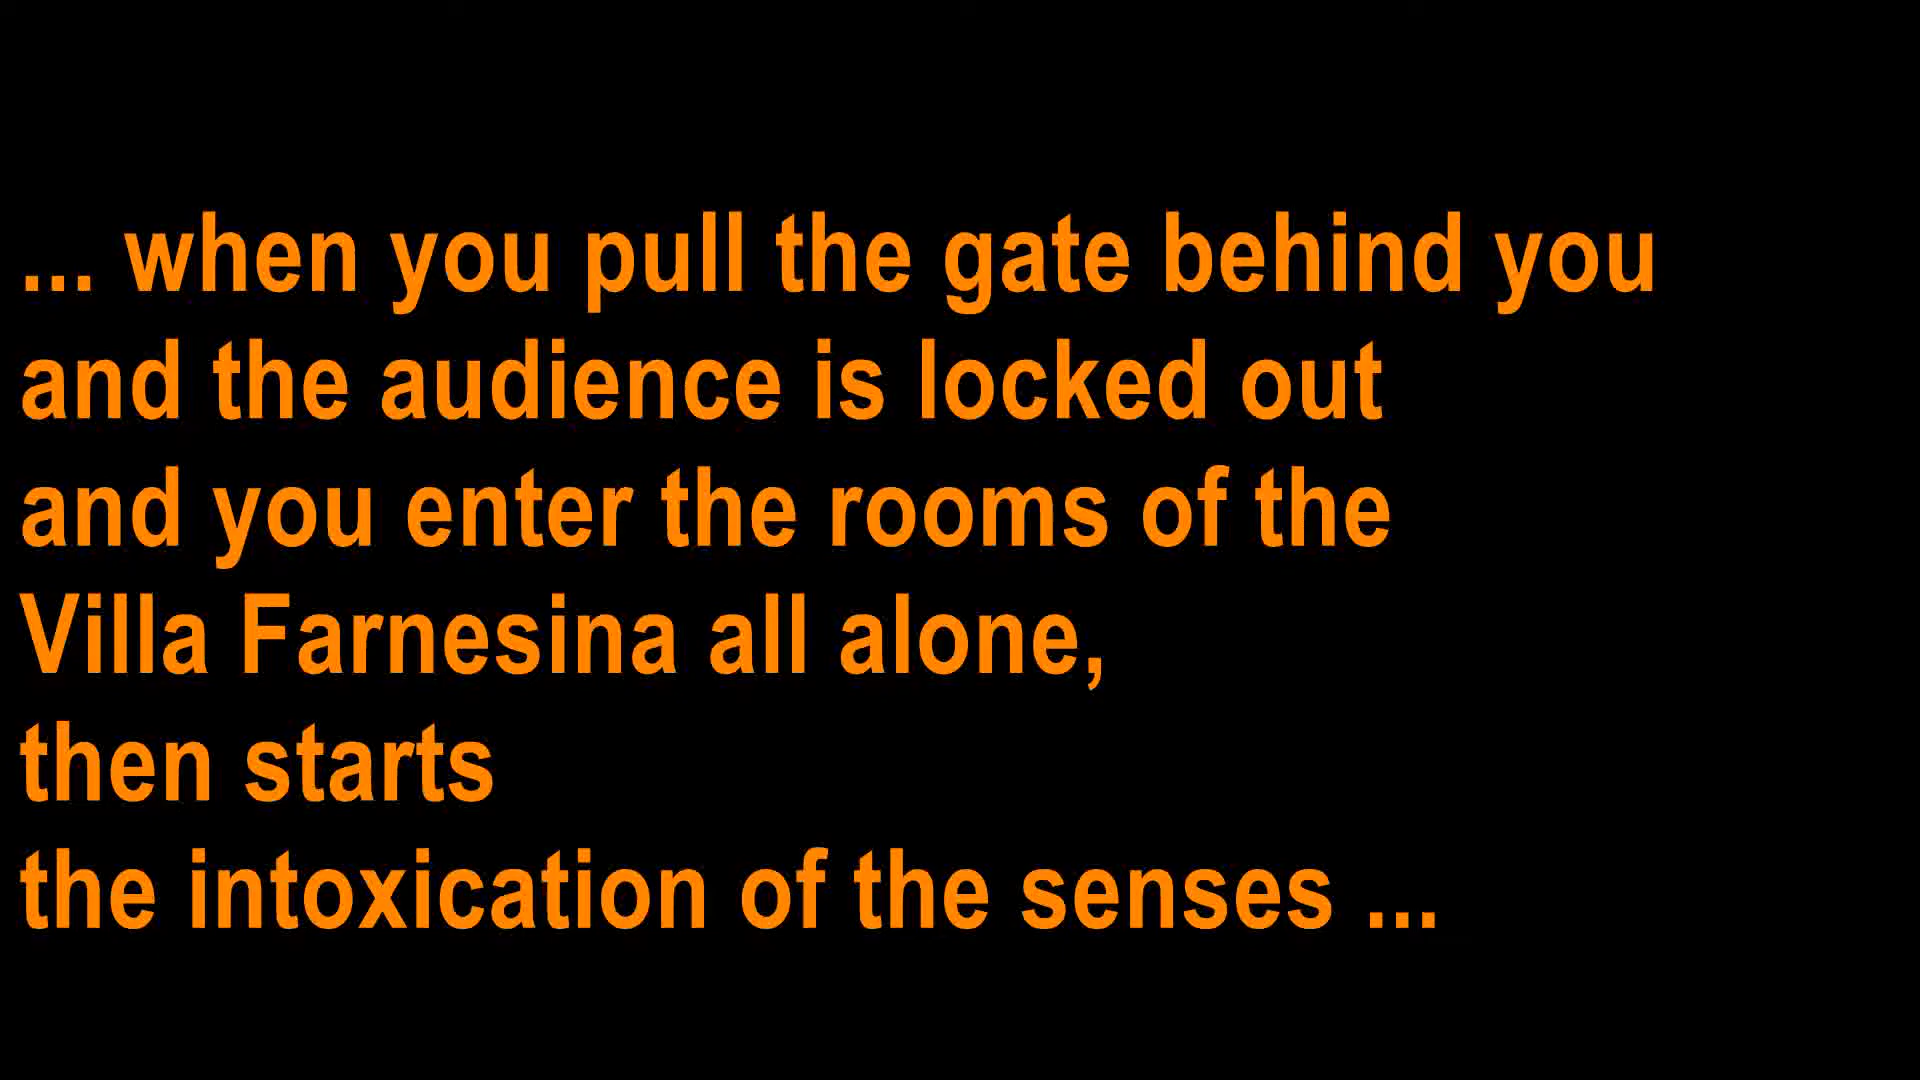 ... when you pull the gate behind you
and the audience is locked out
and you enter the rooms of the
Villa Farnesina all alone,
then starts
the intoxication of the senses ...